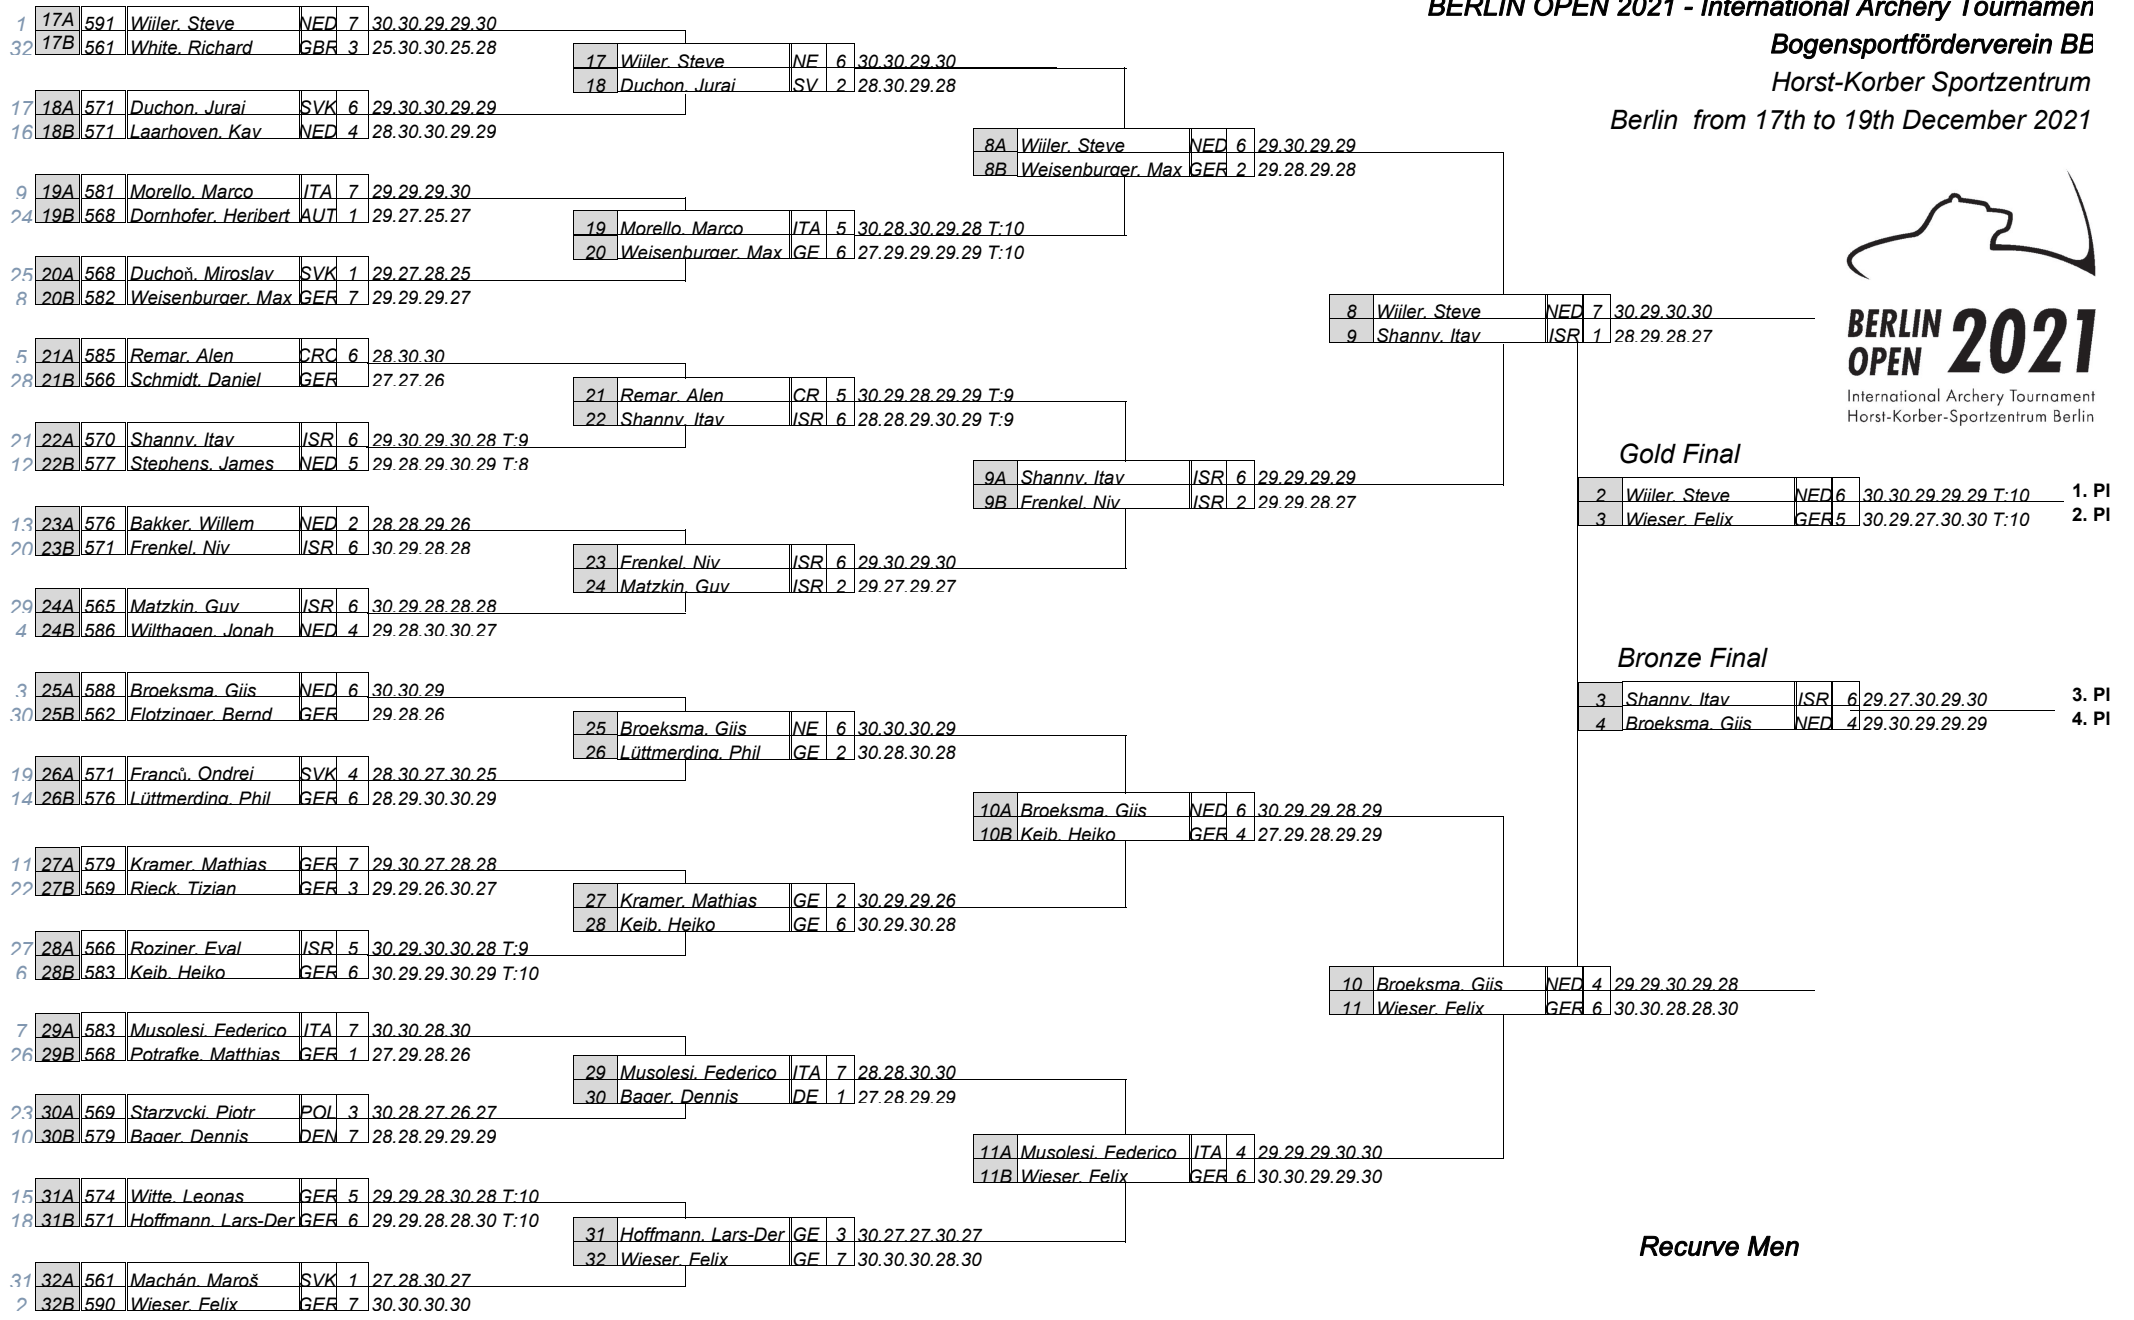 BERLIN OPEN 2021 - International Archery Tournamen
Bogensportförderverein BB
Horst-Korber Sportzentrum
Berlin from 17th to 19th December 2021
1 17A 591 Wijler, Steve NED 7 30.30.29.29.30
32 17B 561 White, Richard GBR 3 25.30.30.25.28
17 18A 571 Duchon, Juraj SVK 6 29.30.30.29.29
16 18B 571 Laarhoven, Kay NED 4 28.30.30.29.29
9 19A 581 Morello, Marco ITA 7 29.29.29.30
24 19B 568 Dornhofer, Heribert AUT 1 29.27.25.27
25 20A 568 Duchoň, Miroslav SVK 1 29.27.28.25
8 20B 582 Weisenburger, Max GER 7 29.29.29.27
5 21A 585 Remar, Alen CRO 6 28.30.30
28 21B 566 Schmidt, Daniel GER 27.27.26
21 22A 570 Shanny, Itay ISR 6 29.30.29.30.28 T:9
12 22B 577 Stephens, James NED 5 29.28.29.30.29 T:8
13 23A 576 Bakker, Willem NED 2 28.28.29.26
20 23B 571 Frenkel, Niv ISR 6 30.29.28.28
29 24A 565 Matzkin, Guy ISR 6 30.29.28.28.28
4 24B 586 Wilthagen, Jonah NED 4 29.28.30.30.27
3 25A 588 Broeksma, Gijs NED 6 30.30.29
30 25B 562 Flotzinger, Bernd GER 29.28.26
19 26A 571 Franců, Ondrej SVK 4 28.30.27.30.25
14 26B 576 Lüttmerding, Phil GER 6 28.29.30.30.29
11 27A 579 Kramer, Mathias GER 7 29.30.27.28.28
22 27B 569 Rieck, Tizian GER 3 29.29.26.30.27
27 28A 566 Roziner, Eyal ISR 5 30.29.30.30.28 T:9
6 28B 583 Keib, Heiko GER 6 30.29.29.30.29 T:10
7 29A 583 Musolesi, Federico ITA 7 30.30.28.30
26 29B 568 Potrafke, Matthias GER 1 27.29.28.26
23 30A 569 Starzycki, Piotr POL 3 30.28.27.26.27
10 30B 579 Bager, Dennis DEN 7 28.28.29.29.29
15 31A 574 Witte, Leonas GER 5 29.29.28.30.28 T:10
18 31B 571 Hoffmann, Lars-Der GER 6 29.29.28.28.30 T:10
31 32A 561 Machán, Maroš SVK 1 27.28.30.27
2 32B 590 Wieser, Felix GER 7 30.30.30.30
17 Wijler, Steve NE 6 30.30.29.30
18 Duchon, Juraj SV 2 28.30.29.28
19 Morello, Marco ITA 5 30.28.30.29.28 T:10
20 Weisenburger, Max GE 6 27.29.29.29.29 T:10
21 Remar, Alen CR 5 30.29.28.29.29 T:9
22 Shanny, Itay ISR 6 28.28.29.30.29 T:9
23 Frenkel, Niv ISR 6 29.30.29.30
24 Matzkin, Guy ISR 2 29.27.29.27
25 Broeksma, Gijs NE 6 30.30.30.29
26 Lüttmerding, Phil GE 2 30.28.30.28
27 Kramer, Mathias GE 2 30.29.29.26
28 Keib, Heiko GE 6 30.29.30.28
29 Musolesi, Federico ITA 7 28.28.30.30
30 Bager, Dennis DE 1 27.28.29.29
31 Hoffmann, Lars-Der GE 3 30.27.27.30.27
32 Wieser, Felix GE 7 30.30.30.28.30
8A Wijler, Steve NED 6 29.30.29.29
8B Weisenburger, Max GER 2 29.28.29.28
9A Shanny, Itay ISR 6 29.29.29.29
9B Frenkel, Niv ISR 2 29.29.28.27
10A Broeksma, Gijs NED 6 30.29.29.28.29
10B Keib, Heiko GER 4 27.29.28.29.29
11A Musolesi, Federico ITA 4 29.29.29.30.30
11B Wieser, Felix GER 6 30.30.29.29.30
8 Wijler, Steve NED 7 30.29.30.30
9 Shanny, Itay ISR 1 28.29.28.27
10 Broeksma, Gijs NED 4 29.29.30.29.28
11 Wieser, Felix GER 6 30.30.28.28.30
BERLIN OPEN 2021
International Archery Tournament
Horst-Korber-Sportzentrum Berlin
Gold Final
2 Wijler, Steve NED 6 30.30.29.29.29 T:10 1. Pl
3 Wieser, Felix GER 5 30.29.27.30.30 T:10 2. Pl
Bronze Final
3 Shanny, Itay ISR 6 29.27.30.29.30 3. Pl
4 Broeksma, Gijs NED 4 29.30.29.29.29 4. Pl
Recurve Men